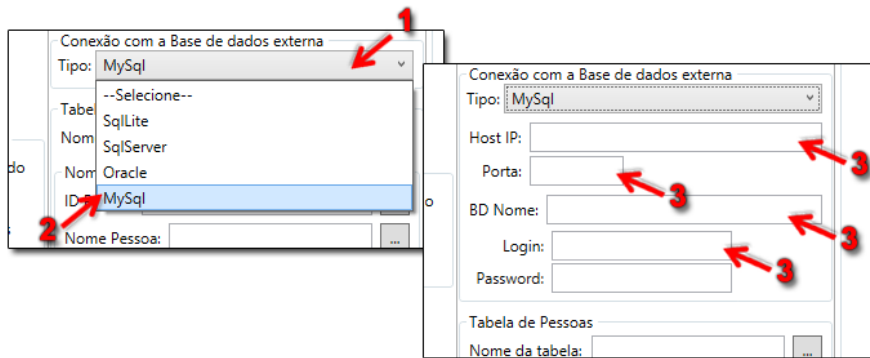 1
Conexão com a Base de dados externa
Tipo: MySql
--Selecione--
SqlLite
SqlServer
Oracle
MySql
2
Tabel
Nom
Nom
ID
do
Nome Pessoa: ...
Conexão com a Base de dados externa
Tipo: MySql
Host IP:
3
Porta:
3
o
BD Nome:
3
Login:
3
Password:
Tabela de Pessoas
Nome da tabela: ...